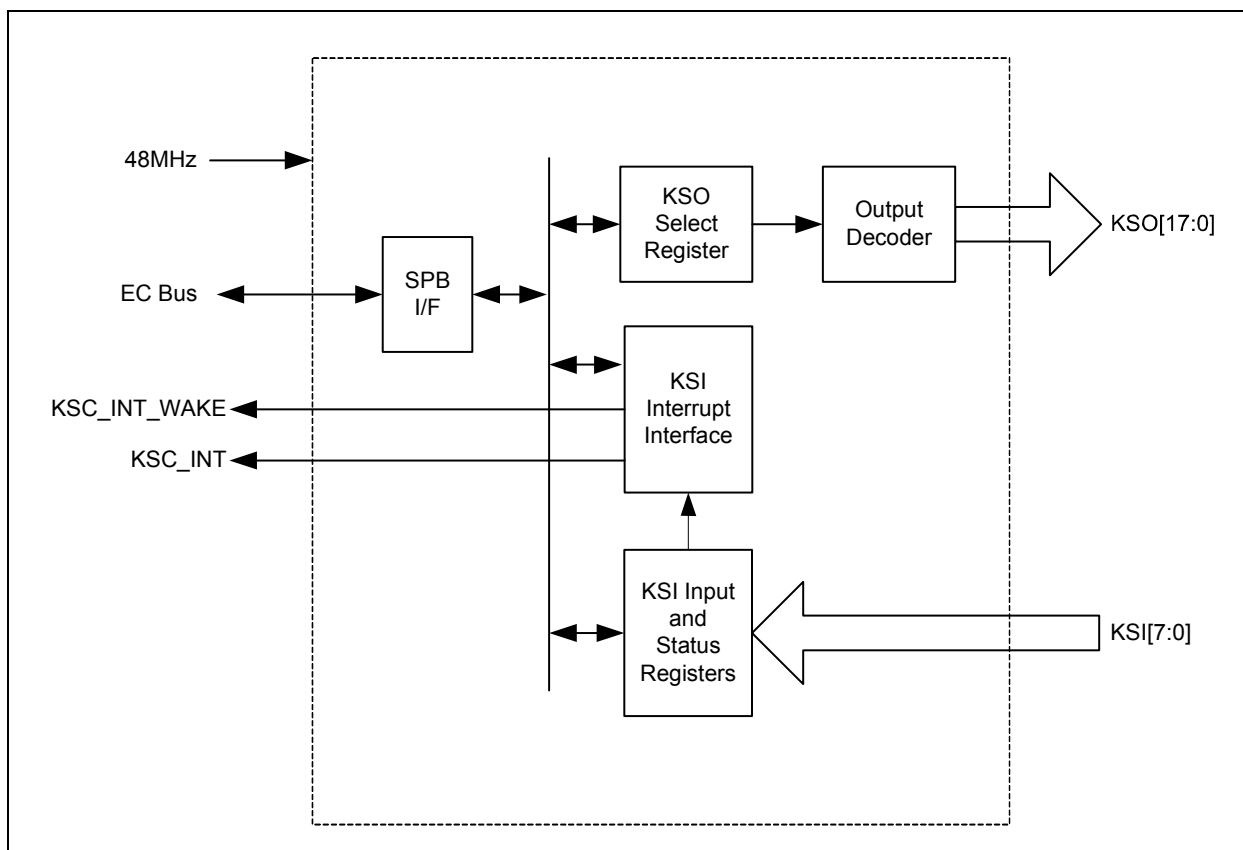 48MHz
KSO
Select
Register
Output
Decoder
KSO[17:0]
EC Bus
SPB
I/F
KSI
Interrupt
Interface
KSC_INT_WAKE
KSC_INT
KSI Input
and
Status
Registers
KSI[7:0]